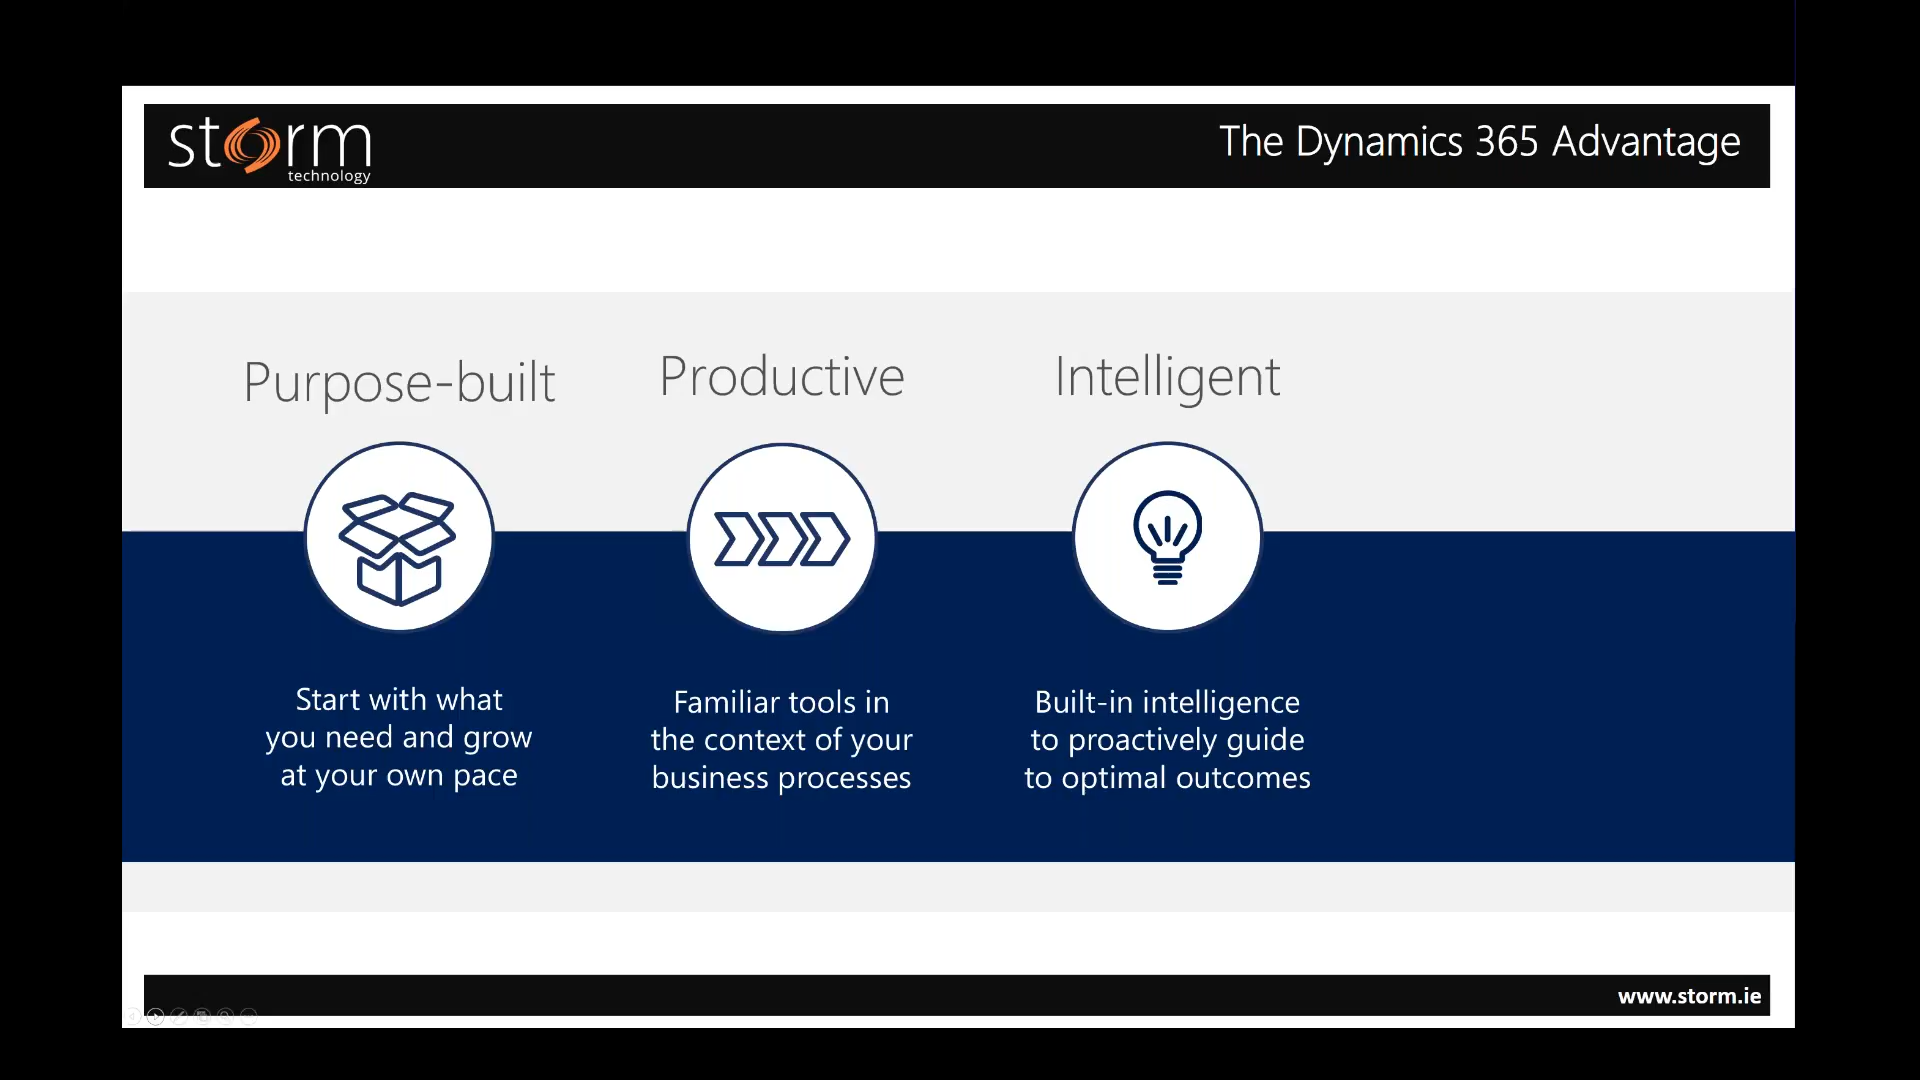 storm
technology
The Dynamics 365 Advantage
Purpose-built
Productive
Intelligent
Start with what
you need and grow
at your own pace
Familiar tools in
the context of your
business processes
Built-in intelligence
to proactively guide
to optimal outcomes
www.storm.ie